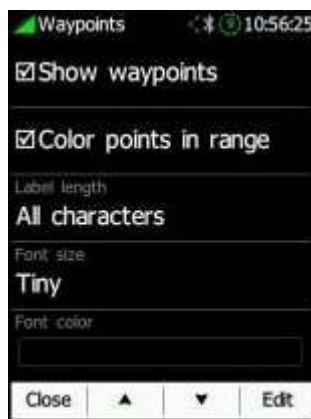 Waypoints 10:56:25
Show waypoints
Color points in range
Label length
All characters
Font size
Tiny
Font color
Close Edit